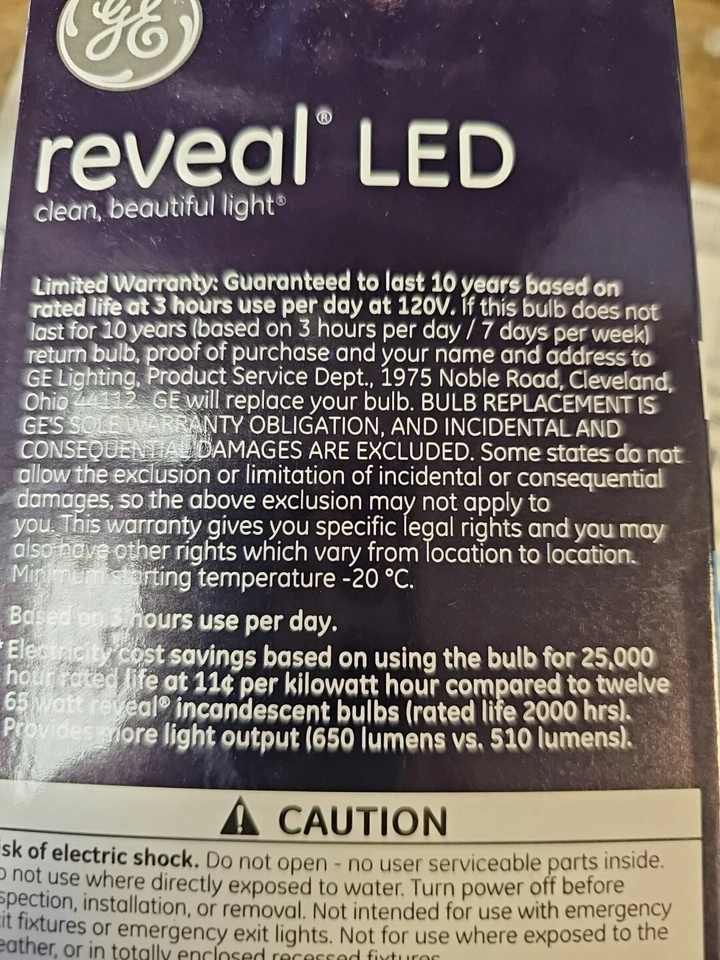 GE
reveal® LED
clean, beautiful light®
Limited Warranty: Guaranteed to last 10 years based on
rated life at 3 hours use per day at 120V. If this bulb does not
last for 10 years (based on 3 hours per day / 7 days per week)
return bulb, proof of purchase and your name and address to
GE Lighting, Product Service Dept., 1975 Noble Road, Cleveland,
Ohio 44112. GE will replace your bulb. BULB REPLACEMENT IS
GE'S SOLE WARRANTY OBLIGATION, AND INCIDENTAL AND
CONSEQUENTIAL DAMAGES ARE EXCLUDED. Some states do not
allow the exclusion or limitation of incidental or consequential
damages, so the above exclusion may not apply to
you. This warranty gives you specific legal rights and you may
also have other rights which vary from location to location.
Minimum starting temperature -20 °C.
Based on 3 hours use per day.
*Electricity cost savings based on using the bulb for 25,000
hour rated life at 11¢ per kilowatt hour compared to twelve
65 watt reveal® incandescent bulbs (rated life 2000 hrs).
Provides more light output (650 lumens vs. 510 lumens).
CAUTION
isk of electric shock. Do not open - no user serviceable parts inside.
o not use where directly exposed to water. Turn power off before
spection, installation, or removal. Not intended for use with emergency
it fixtures or emergency exit lights. Not for use where exposed to the
eather, or in totally enclosed recessed fixtures.